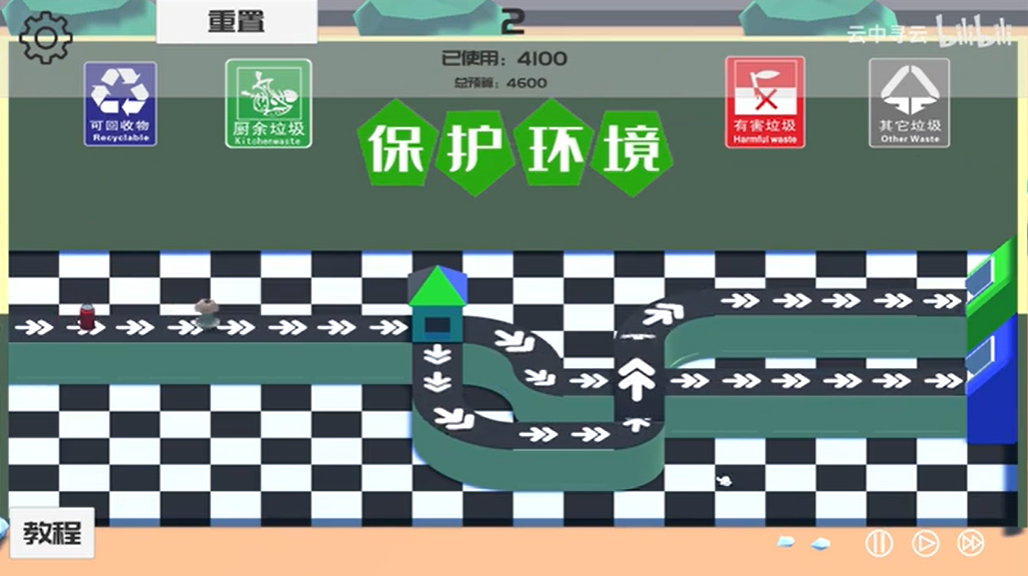 重置
2
云中寻云 bilibili
已使用：4100
总预算：4600
可回收物
Recyclable
厨余垃圾
Kitchenwaste
有害垃圾
Harmful waste
其它垃圾
Other Waste
保护环境
教程